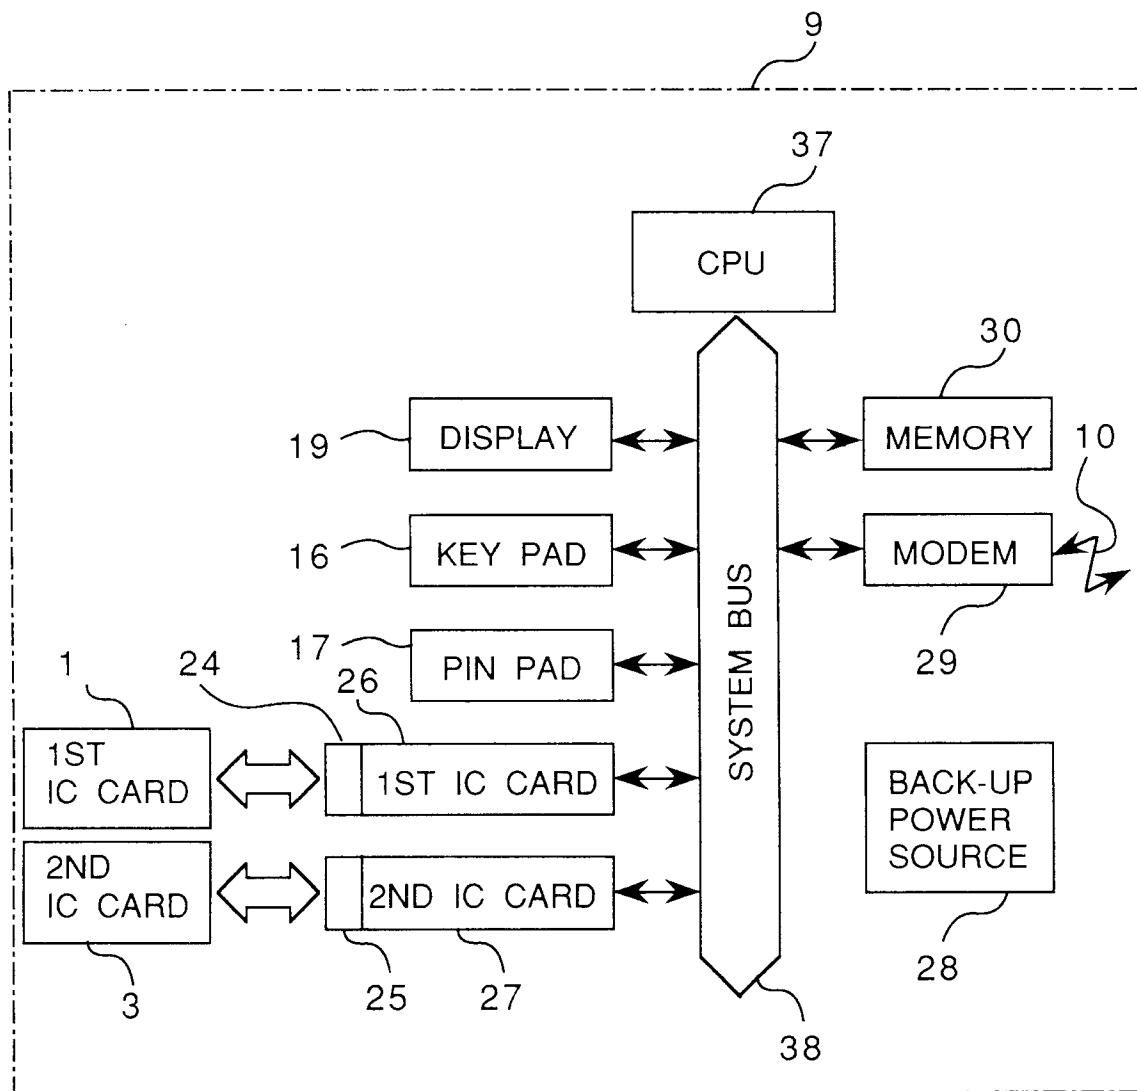 9
37
CPU
30
19
DISPLAY
MEMORY
10
16
KEY PAD
MODEM
29
17
PIN PAD
SYSTEM BUS
1
24
26
1ST
IC CARD
1ST IC CARD
BACK-UP
POWER
SOURCE
28
2ND
IC CARD
2ND IC CARD
3
25
27
38